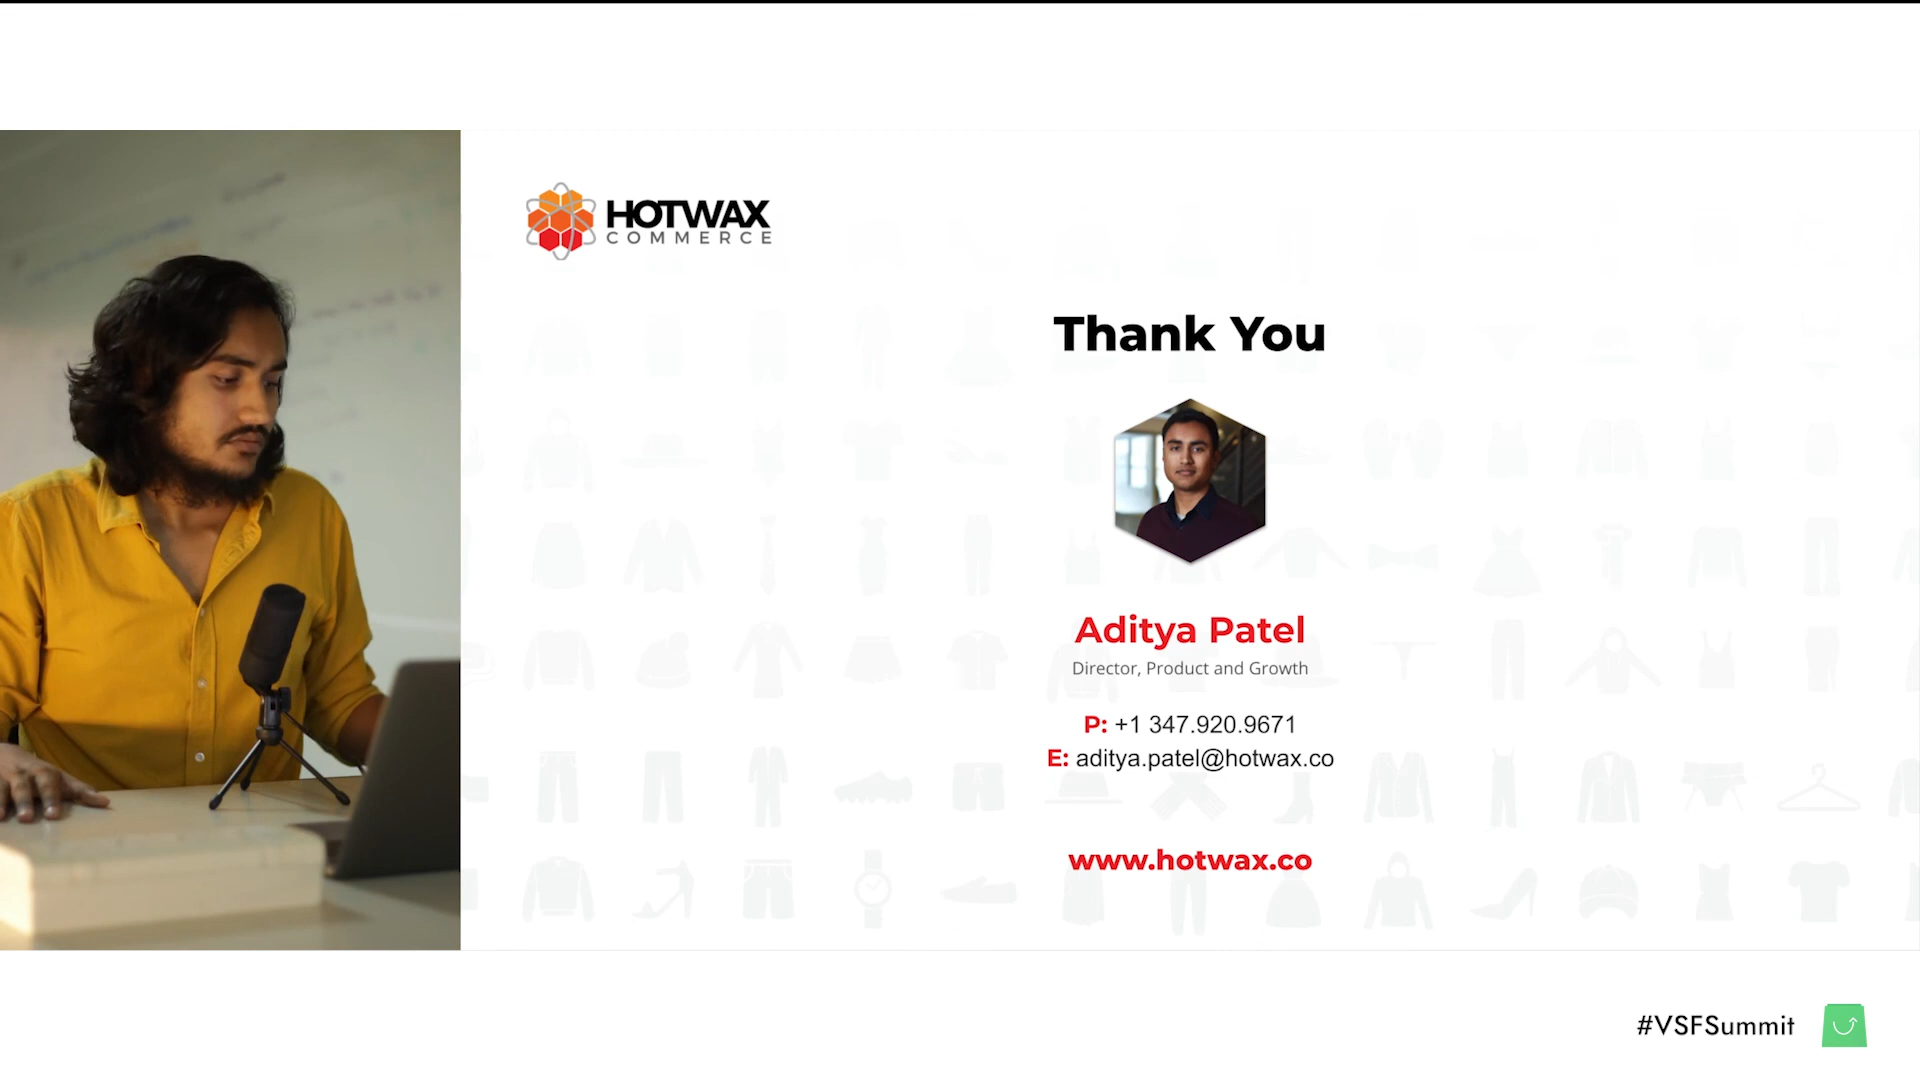 HOTWAX
COMMERCE
Thank You
Aditya Patel
Director, Product and Growth
P: +1 347.920.9671
E: aditya.patel@hotwax.co
www.hotwax.co
#VSFSummit